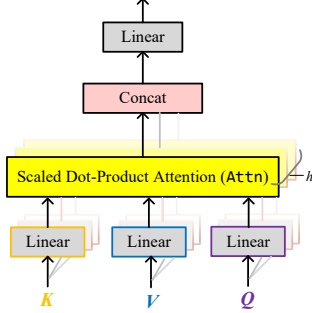 Linear
Concat
Scaled Dot-Product Attention (Attn)
h
Linear Linear Linear
K V Q